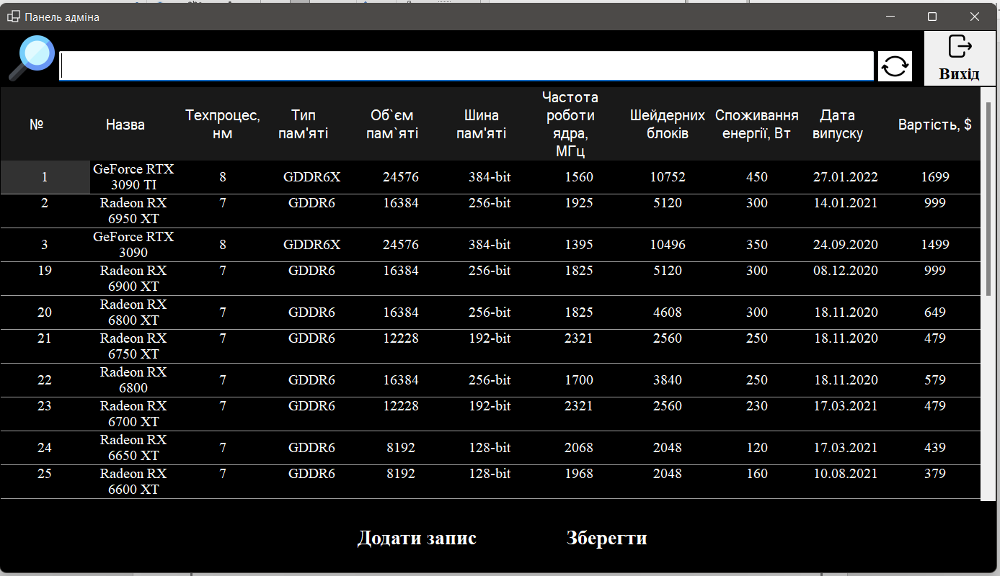 Панель адміна
Вихід
№ Назва Техпроцес, нм Тип пам'яті Об`єм пам`яті Шина пам'яті Частота роботи ядра, МГц Шейдерних блоків Споживання енергії, Вт Дата випуску Вартість, $
1 GeForce RTX 3090 TI 8 GDDR6X 24576 384-bit 1560 10752 450 27.01.2022 1699
2 Radeon RX 6950 XT 7 GDDR6 16384 256-bit 1925 5120 300 14.01.2021 999
3 GeForce RTX 3090 8 GDDR6X 24576 384-bit 1395 10496 350 24.09.2020 1499
19 Radeon RX 6900 XT 7 GDDR6 16384 256-bit 1825 5120 300 08.12.2020 999
20 Radeon RX 6800 XT 7 GDDR6 16384 256-bit 1825 4608 300 18.11.2020 649
21 Radeon RX 6750 XT 7 GDDR6 12228 192-bit 2321 2560 250 18.11.2020 479
22 Radeon RX 6800 7 GDDR6 16384 256-bit 1700 3840 250 18.11.2020 579
23 Radeon RX 6700 XT 7 GDDR6 12228 192-bit 2321 2560 230 17.03.2021 479
24 Radeon RX 6650 XT 7 GDDR6 8192 128-bit 2068 2048 120 17.03.2021 439
25 Radeon RX 6600 XT 7 GDDR6 8192 128-bit 1968 2048 160 10.08.2021 379
Додати запис Зберегти